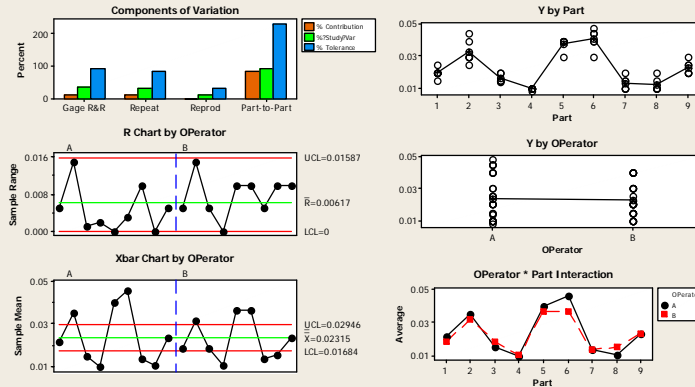 Components of Variation
200
100
0
Percent
Gage R&R
Repeat
Reprod
Part-to-Part
% Contribution
%?Study?Var
% Tolerance
R Chart by OPerator
A
B
0.016
0.008
0.000
Sample Range
UCL=0.01587
R=0.00617
LCL=0
Xbar Chart by OPerator
A
B
0.05
0.03
0.01
Sample Mean
UCL=0.02946
X=0.02315
LCL=0.01684
Y by Part
0.05
0.03
0.01
1 2 3 4 5 6 7 8 9
Part
Y by OPerator
0.05
0.03
0.01
A
B
OPerator
OPerator * Part Interaction
0.05
0.03
0.01
Average
1 2 3 4 5 6 7 8 9
Part
A
B